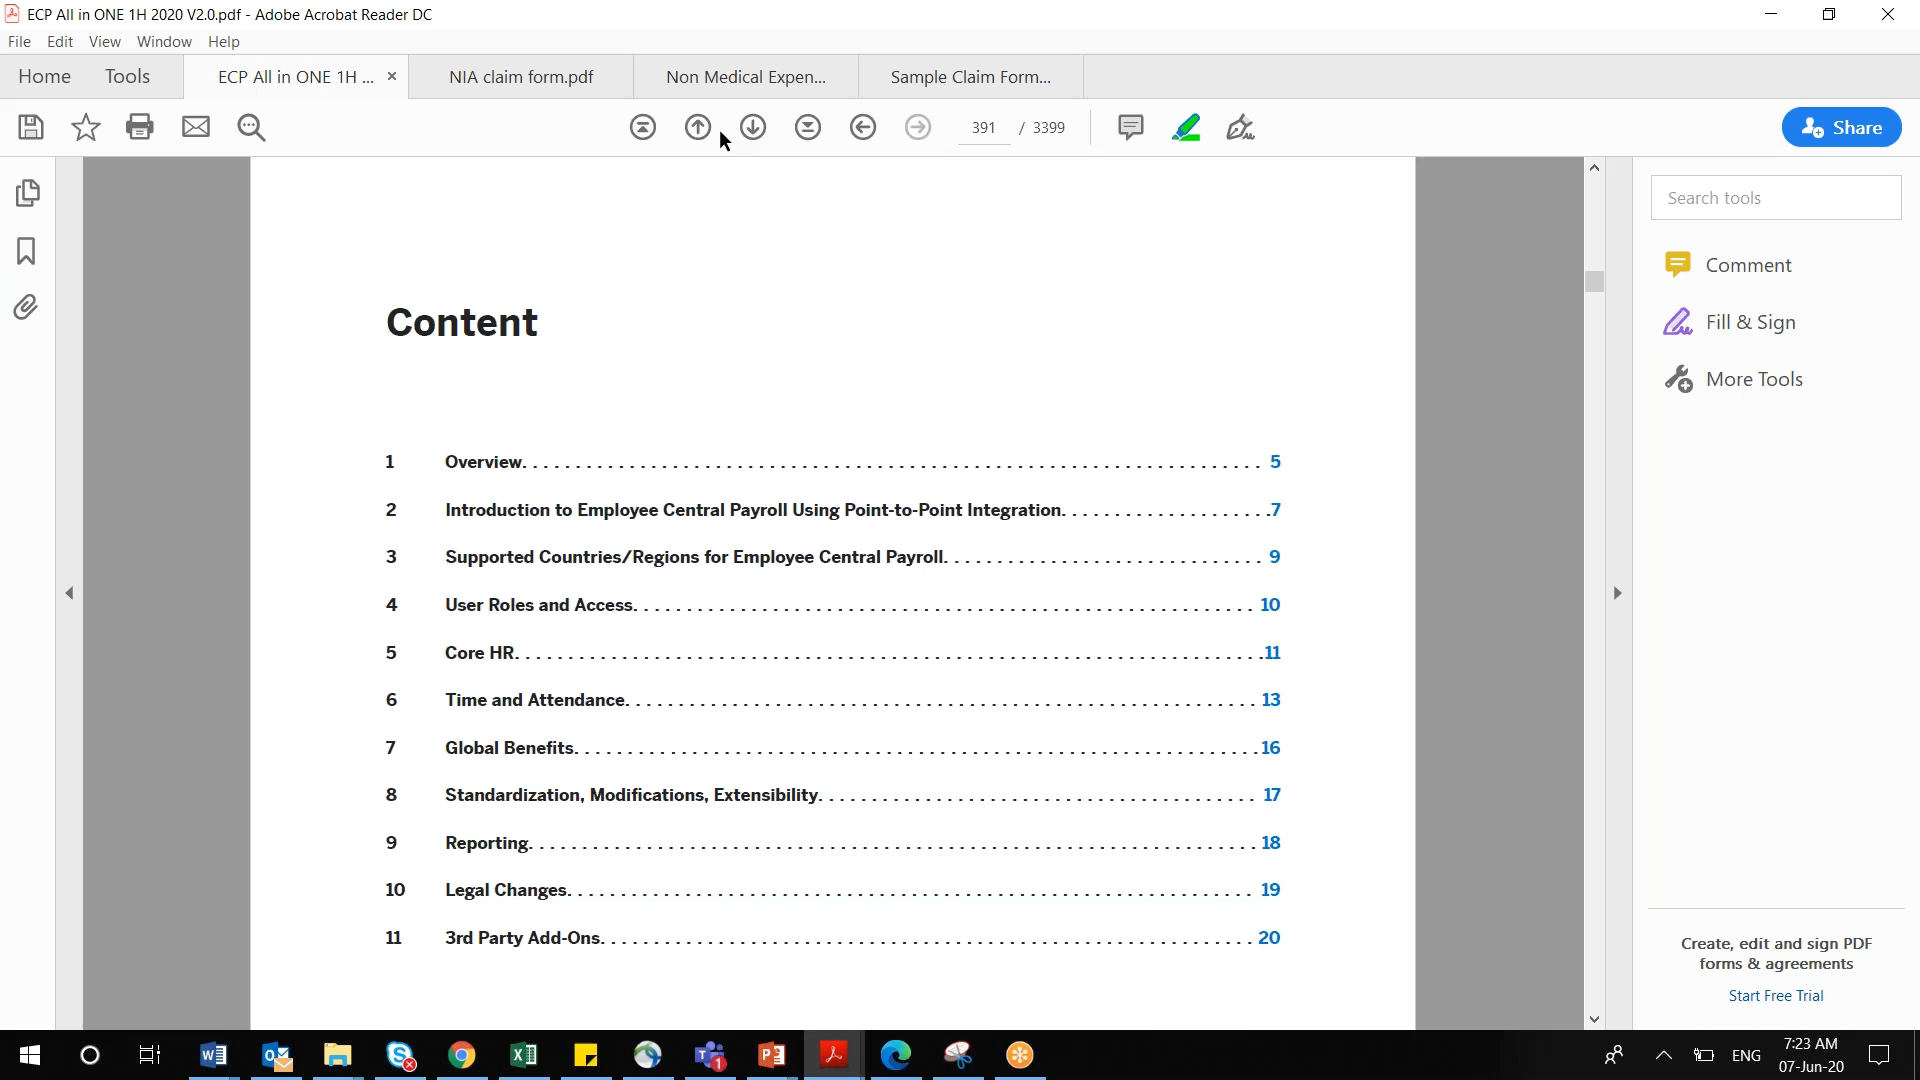 ECP All in ONE 1H 2020 V2.0.pdf - Adobe Acrobat Reader DC
File Edit View Window Help
Home Tools ECP All in ONE 1H ... × NIA claim form.pdf Non Medical Expen... Sample Claim Form...
391 / 3399 Share
Search tools
Comment
Fill & Sign
More Tools
Content
1 Overview. . . . . . . . . . . . . . . . . . . . . . . . . . . . . . . . . . . . . . . . 5
2 Introduction to Employee Central Payroll Using Point-to-Point Integration. . . . . . . . . . . . . . . . . . . .7
3 Supported Countries/Regions for Employee Central Payroll. . . . . . . . . . . . . . . . . . . . . . . . . . . . . . 9
4 User Roles and Access. . . . . . . . . . . . . . . . . . . . . . . . . . . . . . . . . . . . . . . . 10
5 Core HR. . . . . . . . . . . . . . . . . . . . . . . . . . . . . . . . . . . . . . . .11
6 Time and Attendance. . . . . . . . . . . . . . . . . . . . . . . . . . . . . . . . . . . . . . . . 13
7 Global Benefits. . . . . . . . . . . . . . . . . . . . . . . . . . . . . . . . . . . . . . . .16
8 Standardization, Modifications, Extensibility. . . . . . . . . . . . . . . . . . . . . . . . . . . . . . . . . . . . . . . . 17
9 Reporting. . . . . . . . . . . . . . . . . . . . . . . . . . . . . . . . . . . . . . . . 18
10 Legal Changes. . . . . . . . . . . . . . . . . . . . . . . . . . . . . . . . . . . . . . . . 19
11 3rd Party Add-Ons. . . . . . . . . . . . . . . . . . . . . . . . . . . . . . . . . . . . . . . . 20
Create, edit and sign PDF
forms & agreements
Start Free Trial
1
ENG
7:23 AM
07-Jun-20